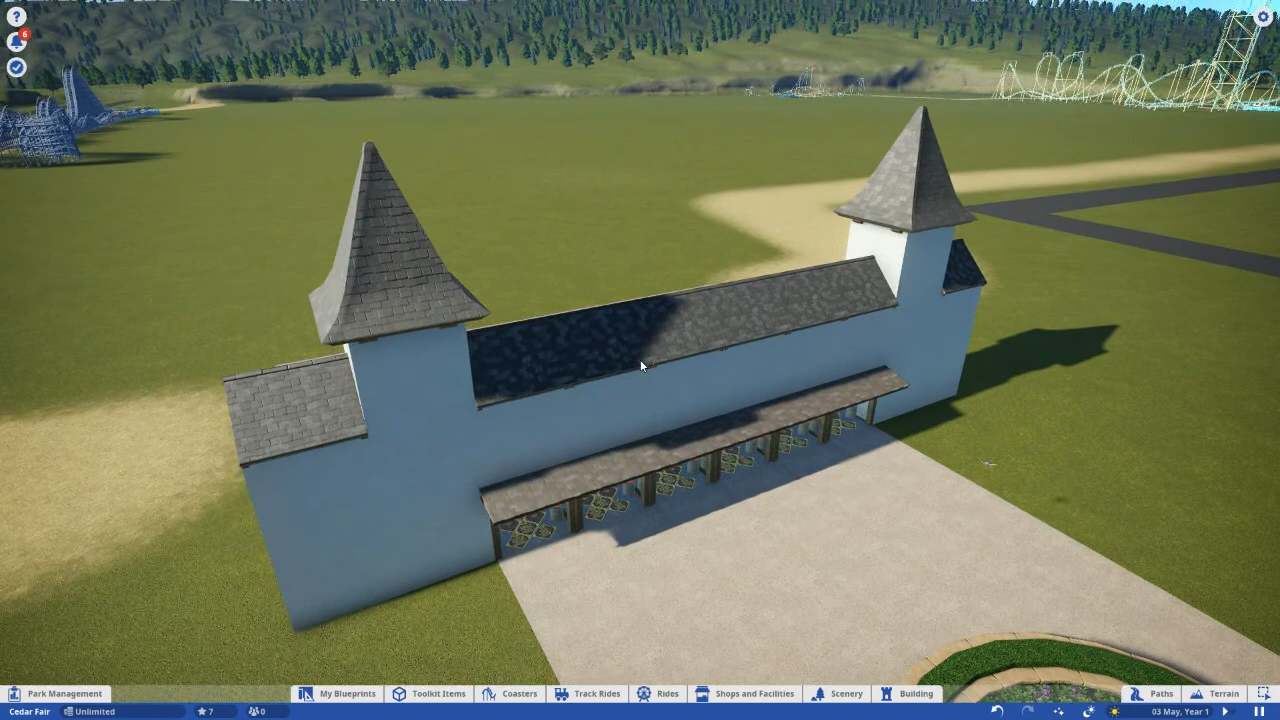 ?
6
Park Management
My Blueprints
Toolkit Items
Coasters
Track Rides
Rides
Shops and Facilities
Scenery
Building
Paths
Terrain
Cedar Fair
Unlimited
7
0
03 May, Year 1